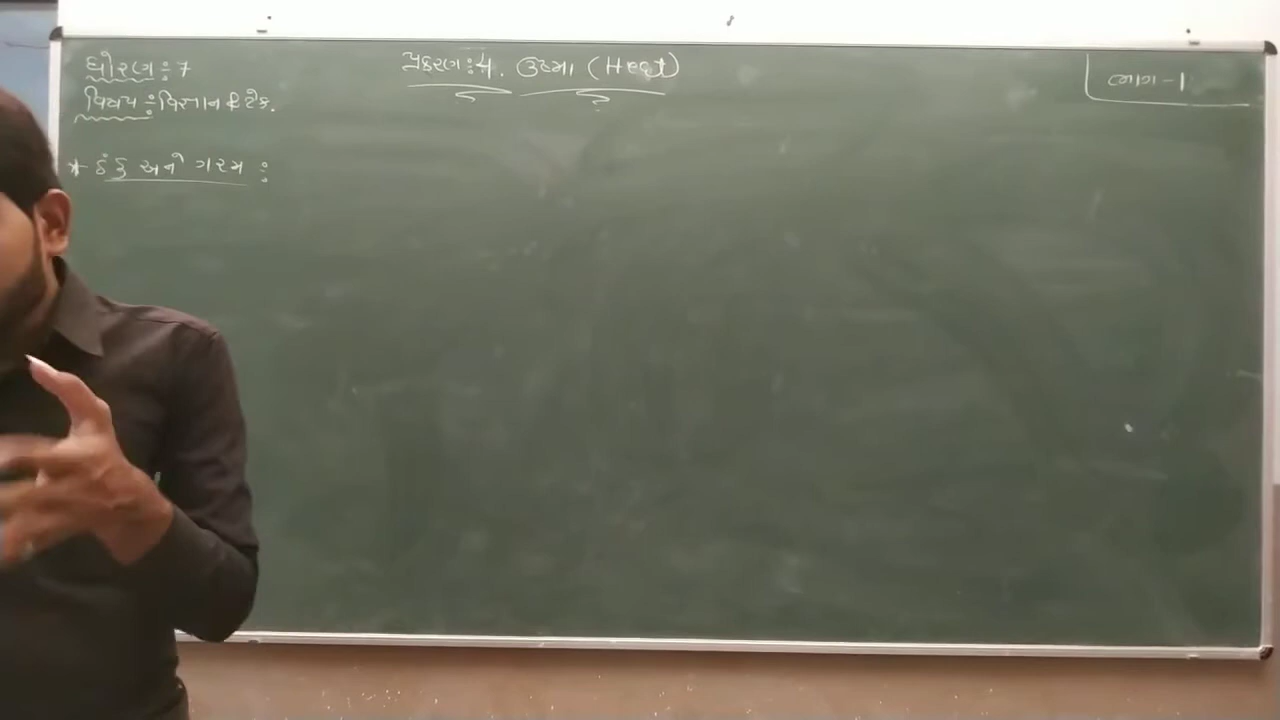 ધોરણ : 7
પ્રકરણ : 4. ઉષ્મા (Heat)
ભાગ - 1
વિષય : વિજ્ઞાન & ટેક.
* ઠંડુ અને ગરમ :